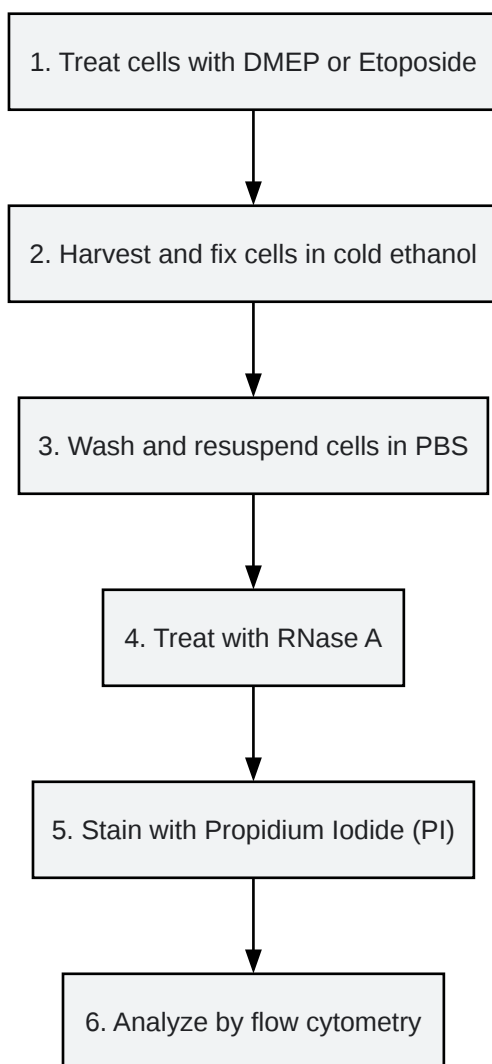 1. Treat cells with DMEP or Etoposide
2. Harvest and fix cells in cold ethanol
3. Wash and resuspend cells in PBS
4. Treat with RNase A
5. Stain with Propidium Iodide (PI)
6. Analyze by flow cytometry